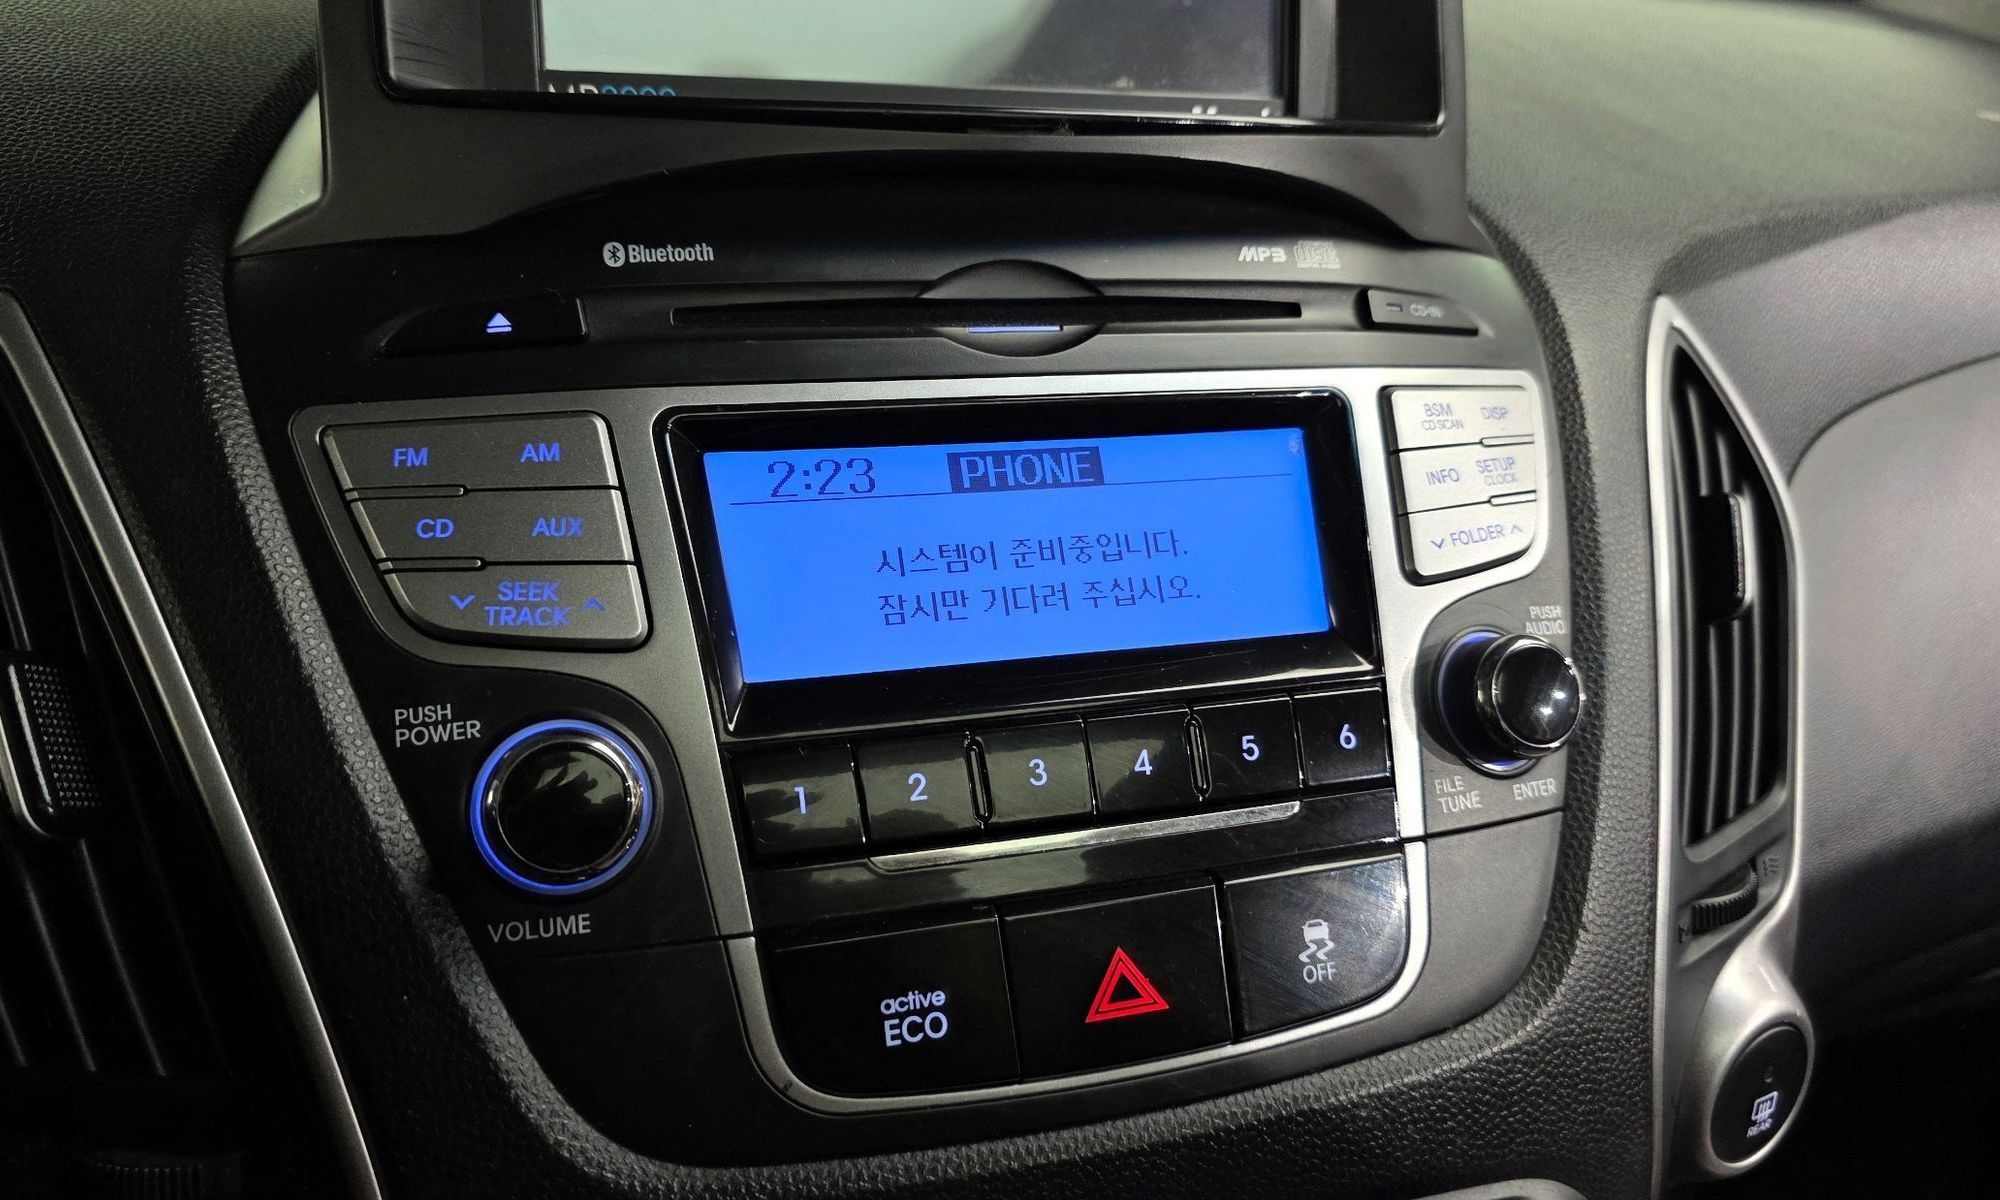 Bluetooth
MP3 disc
DIGITAL AUDIO
CD-IN
FM AM
CD AUX
SEEK
TRACK
2:23 PHONE
시스템이 준비중입니다.
잠시만 기다려 주십시오.
BSM DISP
CD SCAN
INFO SETUP
CLOCK
FOLDER
PUSH
POWER
VOLUME
1 2 3 4 5 6
PUSH
AUDIO
FILE
TUNE
ENTER
active
ECO
OFF
REAR